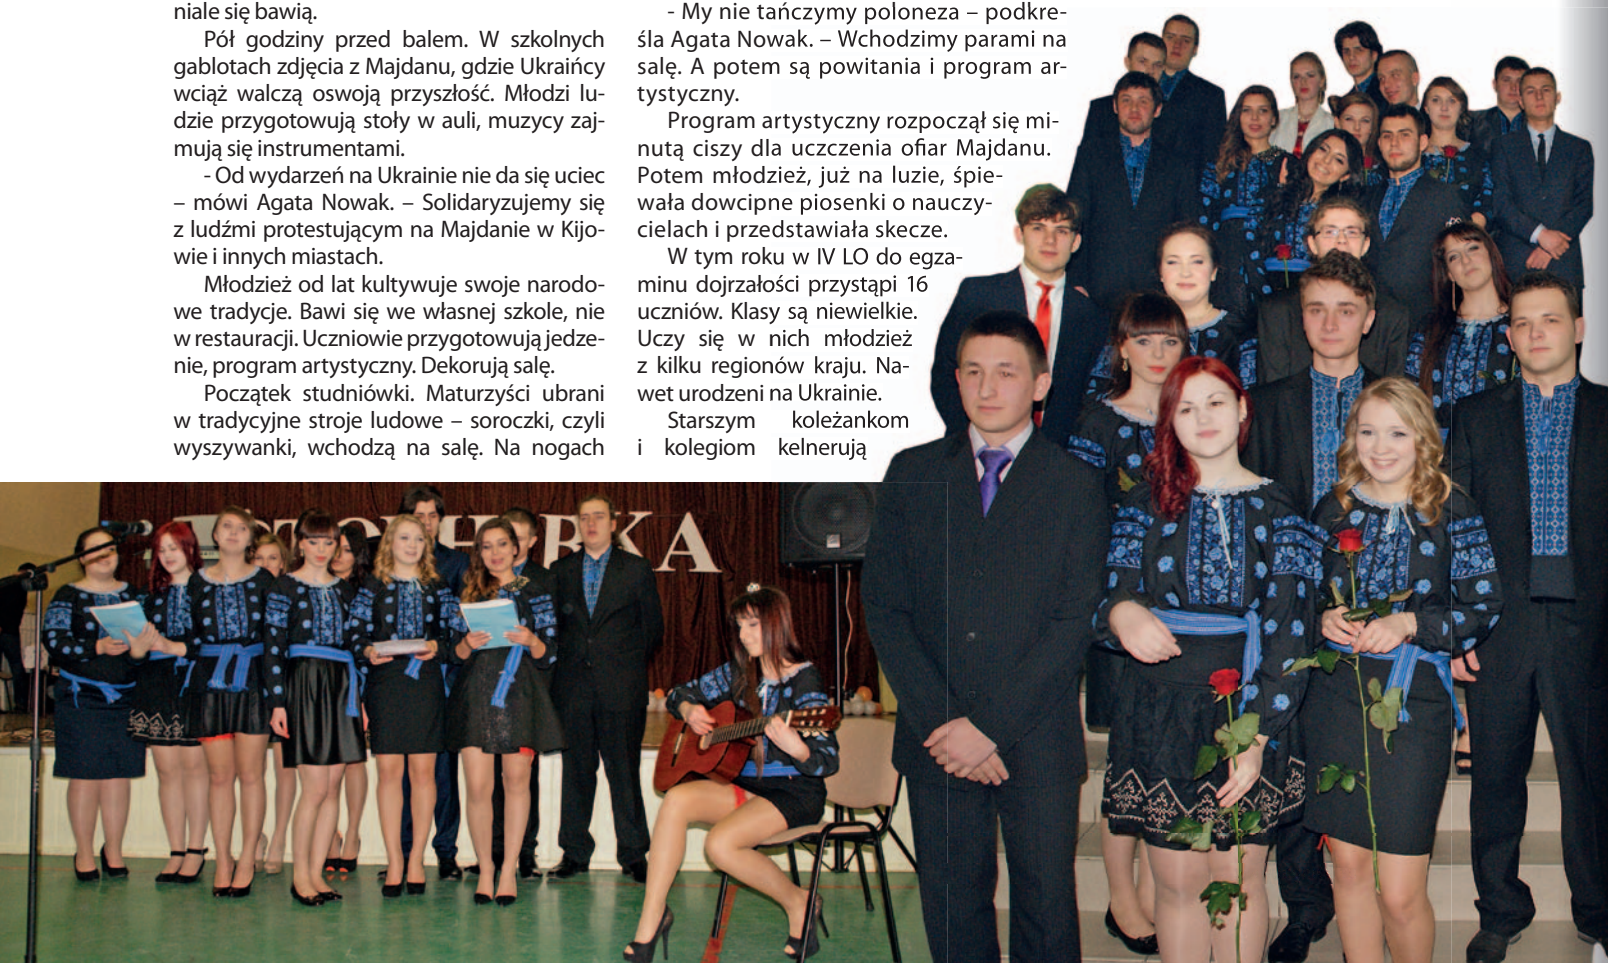 niale się bawią.
Pół godziny przed balem. W szkolnych
gablotach zdjęcia z Majdanu, gdzie Ukraińcy
wciąż walczą oswoją przyszłość. Młodzi lu-
dzie przygotowują stoły w auli, muzycy zaj-
mują się instrumentami.
- Od wydarzeń na Ukrainie nie da się uciec
– mówi Agata Nowak. – Solidaryzujemy się
z ludźmi protestującym na Majdanie w Kijo-
wie i innych miastach.
Młodzież od lat kultywuje swoje narodo-
we tradycje. Bawi się we własnej szkole, nie
w restauracji. Uczniowie przygotowują jedze-
nie, program artystyczny. Dekorują salę.
Początek studniówki. Maturzyści ubrani
w tradycyjne stroje ludowe – soroczki, czyli
wyszywanki, wchodzą na salę. Na nogach
- My nie tańczymy poloneza – podkre-
śla Agata Nowak. – Wchodzimy parami na
salę. A potem są powitania i program ar-
tystyczny.
Program artystyczny rozpoczął się mi-
nutą ciszy dla uczczenia ofiar Majdanu.
Potem młodzież, już na luzie, śpie-
wała dowcipne piosenki o nauczy-
cielach i przedstawiała skecze.
W tym roku w IV LO do egza-
minu dojrzałości przystąpi 16
uczniów. Klasy są niewielkie.
Uczy się w nich młodzież
z kilku regionów kraju. Na-
wet urodzeni na Ukrainie.
Starszym koleżankom
i kolegiom kelnerują